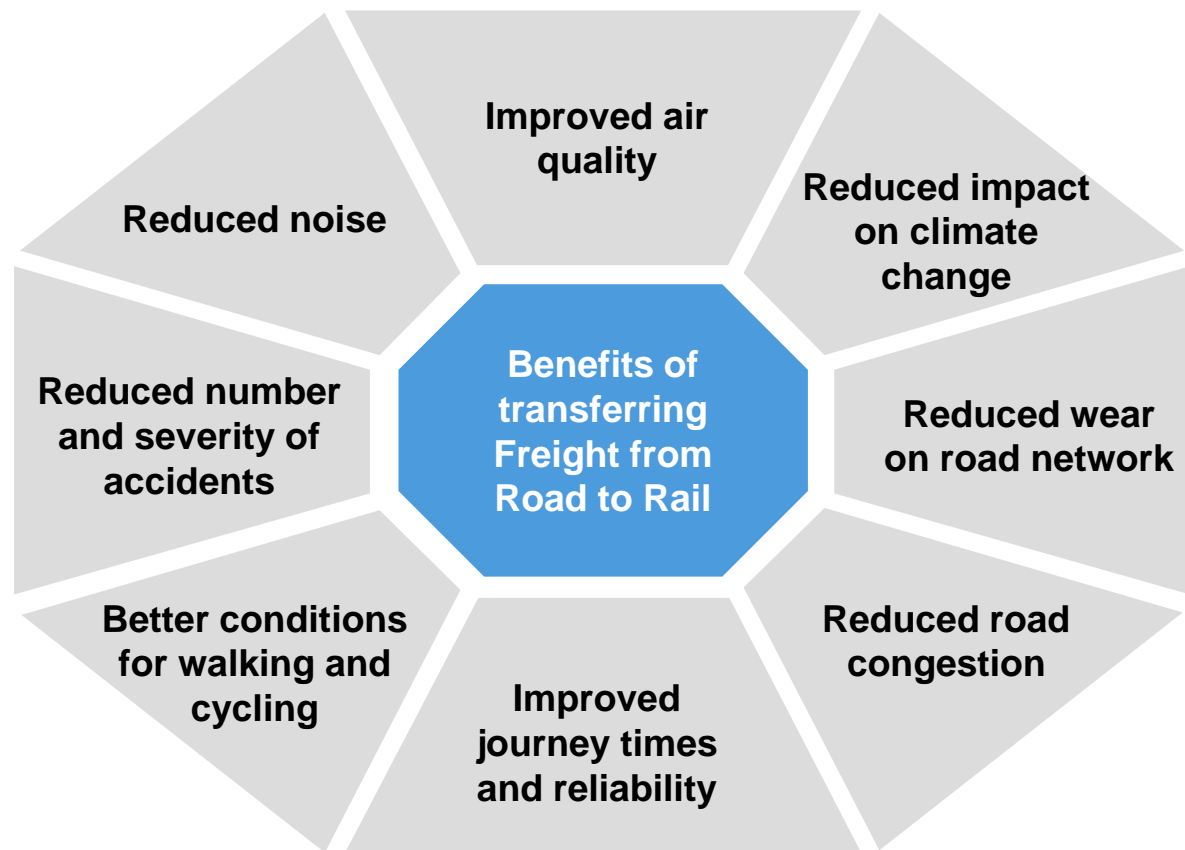 Improved air
quality
Reduced impact
on climate
change
Reduced wear
on road network
Reduced road
congestion
Improved
journey times
and reliability
Better conditions
for walking and
cycling
Reduced number
and severity of
accidents
Reduced noise
Benefits of
transferring
Freight from
Road to Rail